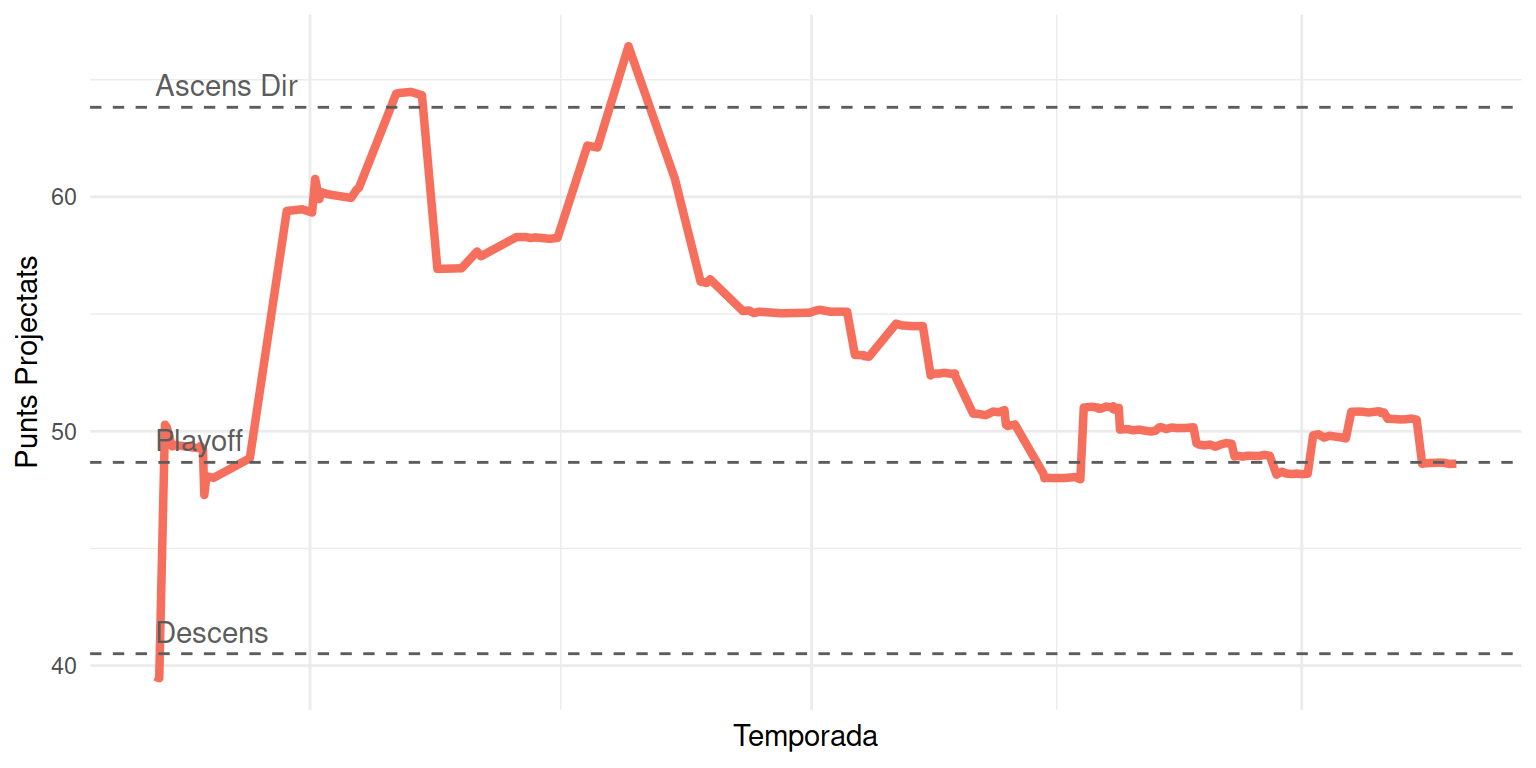 Ascens Dir
60
Punts Projectats
50
Playoff
Descens
40
Temporada